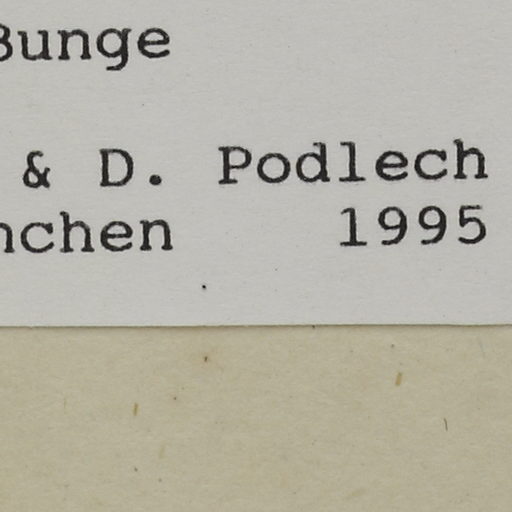 Bunge
& D. Podlech
nchen 1995